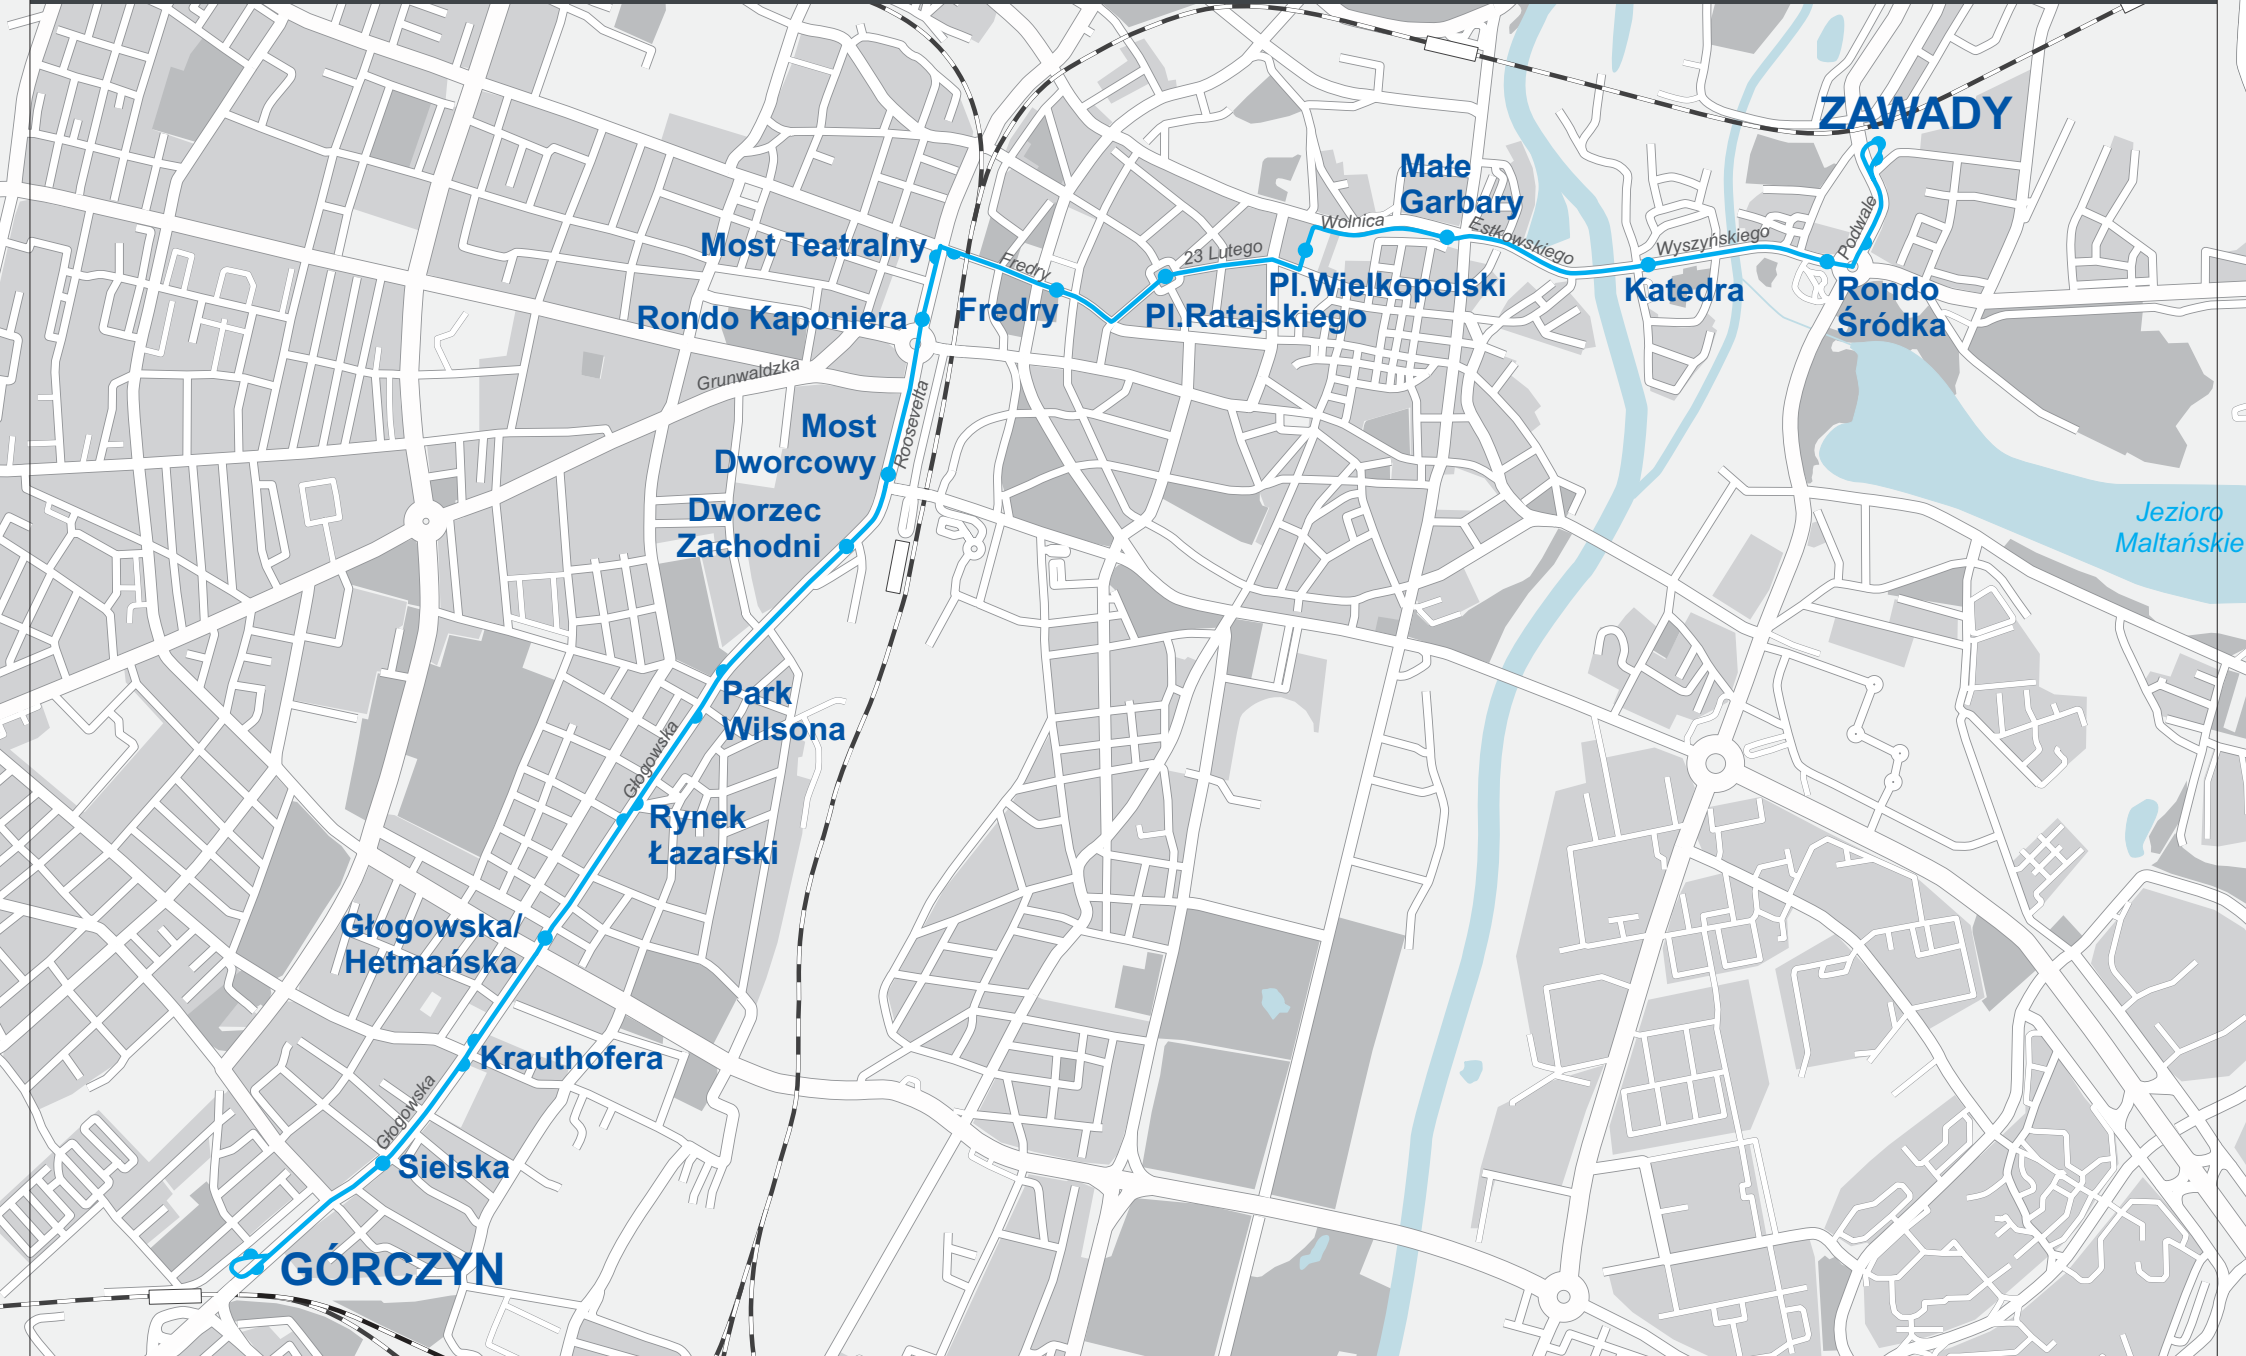 ZAWADY
Małe
Garbary
Wolnica
Estkowskiego
Wyszyńskiego
Podwale
Most Teatralny
Fredry
23 Lutego
Pl.Wielkopolski
Katedra
Rondo
Śródka
Rondo Kaponiera
Fredry
Pl.Ratajskiego
Grunwaldzka
Roosevelta
Most
Dworcowy
Dworzec
Zachodni
Jezioro
Maltańskie
Park
Wilsona
Głogowska
Rynek
Łazarski
Głogowska/
Hetmańska
Krauthofera
Głogowska
Sielska
GÓRCZYN